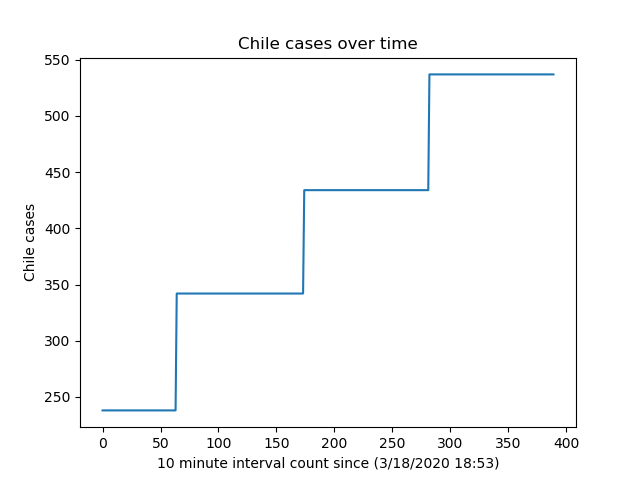 Chile cases over time
550
500
450
400
350
300
250
Chile cases
0 50 100 150 200 250 300 350 400
10 minute interval count since (3/18/2020 18:53)